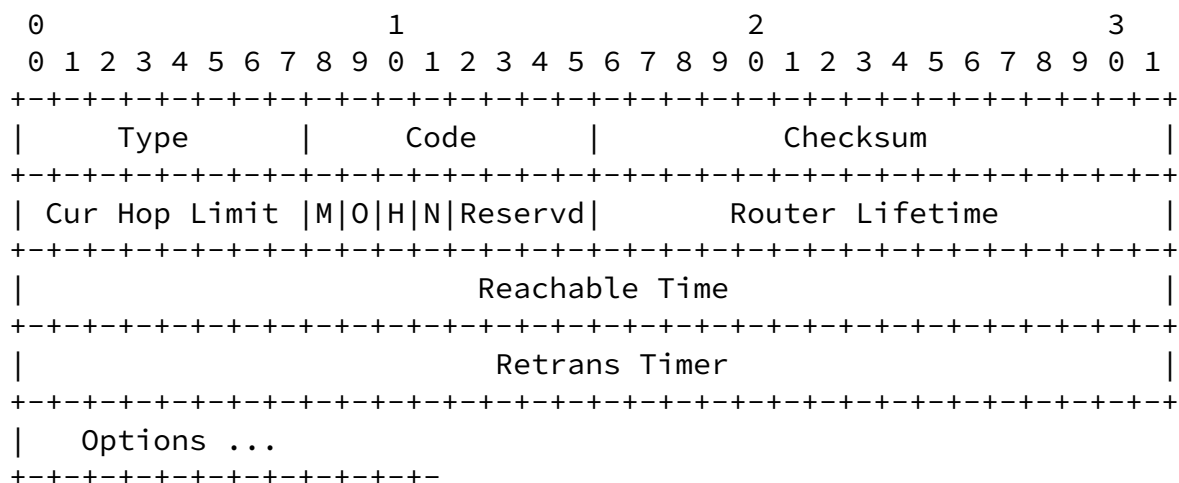 0                   1                   2                   3
 0 1 2 3 4 5 6 7 8 9 0 1 2 3 4 5 6 7 8 9 0 1 2 3 4 5 6 7 8 9 0 1
+-+-+-+-+-+-+-+-+-+-+-+-+-+-+-+-+-+-+-+-+-+-+-+-+-+-+-+-+-+-+-+-+
|     Type      |     Code      |          Checksum             |
+-+-+-+-+-+-+-+-+-+-+-+-+-+-+-+-+-+-+-+-+-+-+-+-+-+-+-+-+-+-+-+-+
| Cur Hop Limit |M|O|H|N|Reservd|       Router Lifetime         |
+-+-+-+-+-+-+-+-+-+-+-+-+-+-+-+-+-+-+-+-+-+-+-+-+-+-+-+-+-+-+-+-+
|                         Reachable Time                        |
+-+-+-+-+-+-+-+-+-+-+-+-+-+-+-+-+-+-+-+-+-+-+-+-+-+-+-+-+-+-+-+-+
|                          Retrans Timer                        |
+-+-+-+-+-+-+-+-+-+-+-+-+-+-+-+-+-+-+-+-+-+-+-+-+-+-+-+-+-+-+-+-+
|   Options ...
+-+-+-+-+-+-+-+-+-+-+-+-